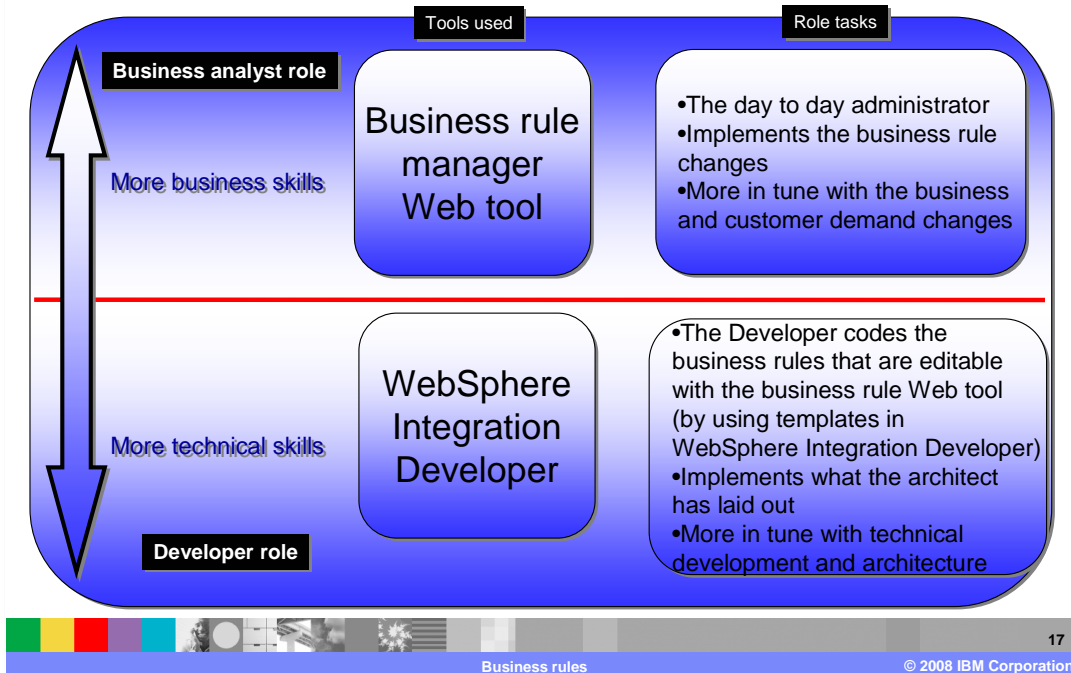 Tools used
Role tasks
Business analyst role
More business skills
Business rule
manager
Web tool
•The day to day administrator
•Implements the business rule
changes
•More in tune with the business
and customer demand changes
More technical skills
Developer role
WebSphere
Integration
Developer
•The Developer codes the
business rules that are editable
with the business rule Web tool
(by using templates in
WebSphere Integration Developer)
•Implements what the architect
has laid out
•More in tune with technical
development and architecture
17
Business rules
© 2008 IBM Corporation